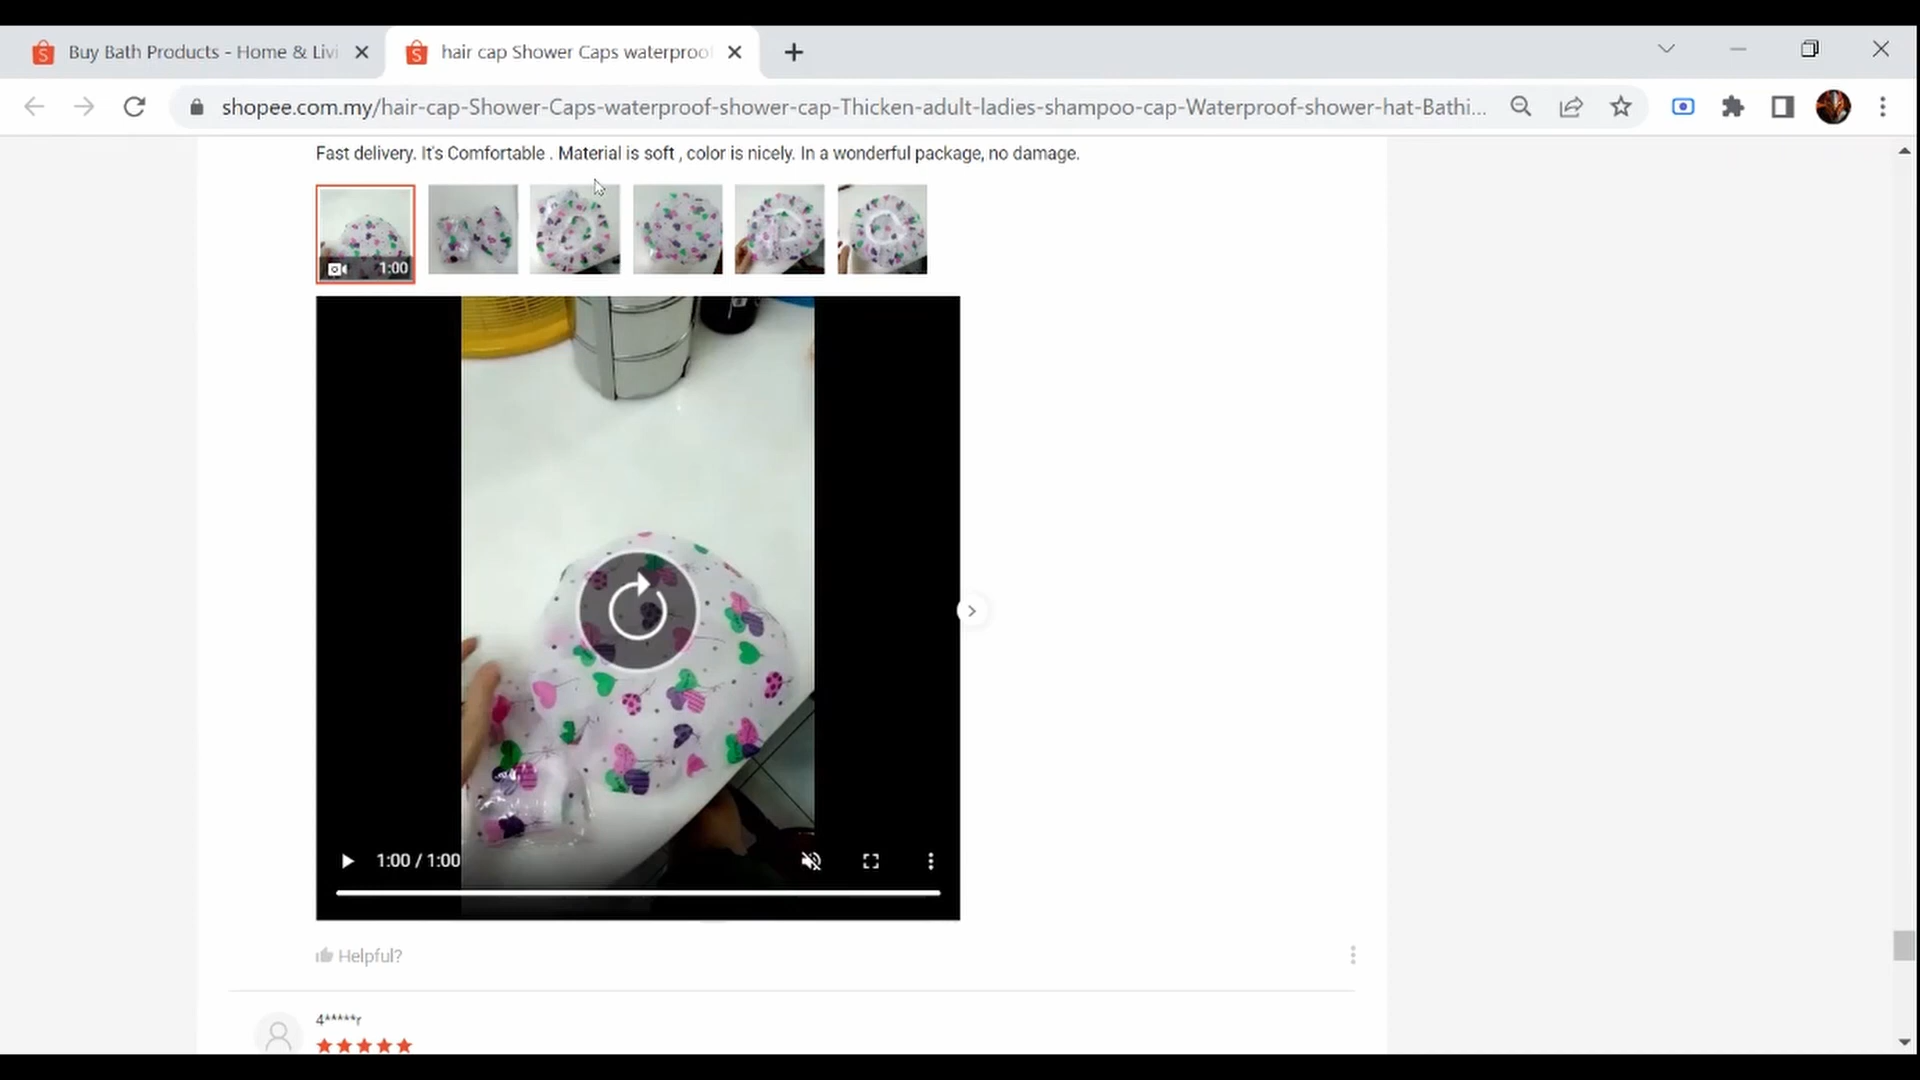 Buy Bath Products - Home & Livi
hair cap Shower Caps waterproof
shopee.com.my/hair-cap-Shower-Caps-waterproof-shower-cap-Thicken-adult-ladies-shampoo-cap-Waterproof-shower-hat-Bathi...
Fast delivery. It's Comfortable . Material is soft , color is nicely. In a wonderful package, no damage.
1:00
1:00 / 1:00
Helpful?
4*****r